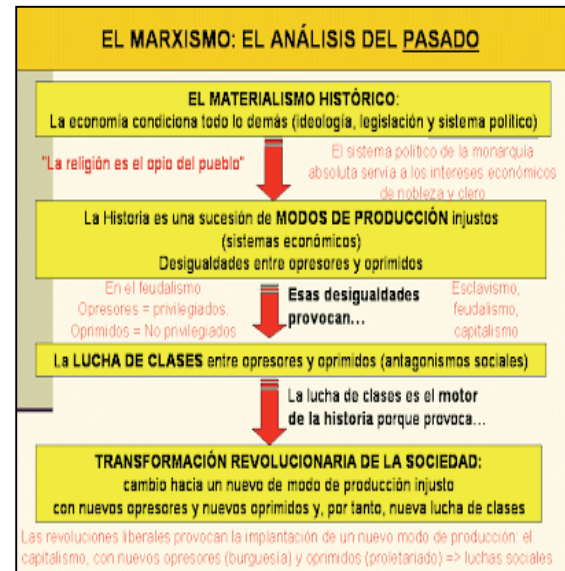 EL MARXISMO: EL ANÁLISIS DEL PASADO
EL MATERIALISMO HISTÓRICO:
La economía condiciona todo lo demás (ideología, legislación y sistema político)
"La religión es el opio del pueblo"
El sistema político de la monarquía
absoluta servía a los intereses económicos
de nobleza y clero
La Historia es una sucesión de MODOS DE PRODUCCIÓN injustos
(sistemas económicos)
Desigualdades entre opresores y oprimidos
En el feudalismo
Opresores = privilegiados.
Oprimidos = No privilegiados
Esas desigualdades
provocan...
Esclavismo,
feudalismo,
capitalismo
La LUCHA DE CLASES entre opresores y oprimidos (antagonismos sociales)
La lucha de clases es el motor
de la historia porque provoca...
TRANSFORMACIÓN REVOLUCIONARIA DE LA SOCIEDAD:
cambio hacia un nuevo de modo de producción injusto
con nuevos opresores y nuevos oprimidos y, por tanto, nueva lucha de clases
Las revoluciones liberales provocan la implantación de un nuevo modo de producción: el
capitalismo, con nuevos opresores (burguesía) y oprimidos (proletariado) => luchas sociales